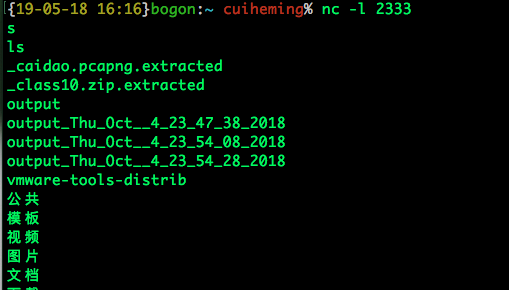 {19-05-18 16:16}bogon:~ cuiheming% nc -l 2333
s
ls
_caidao.pcapng.extracted
_class10.zip.extracted
output
output_Thu_Oct__4_23_47_38_2018
output_Thu_Oct__4_23_54_08_2018
output_Thu_Oct__4_23_54_28_2018
vmware-tools-distrib
公共
模板
视频
图片
文档